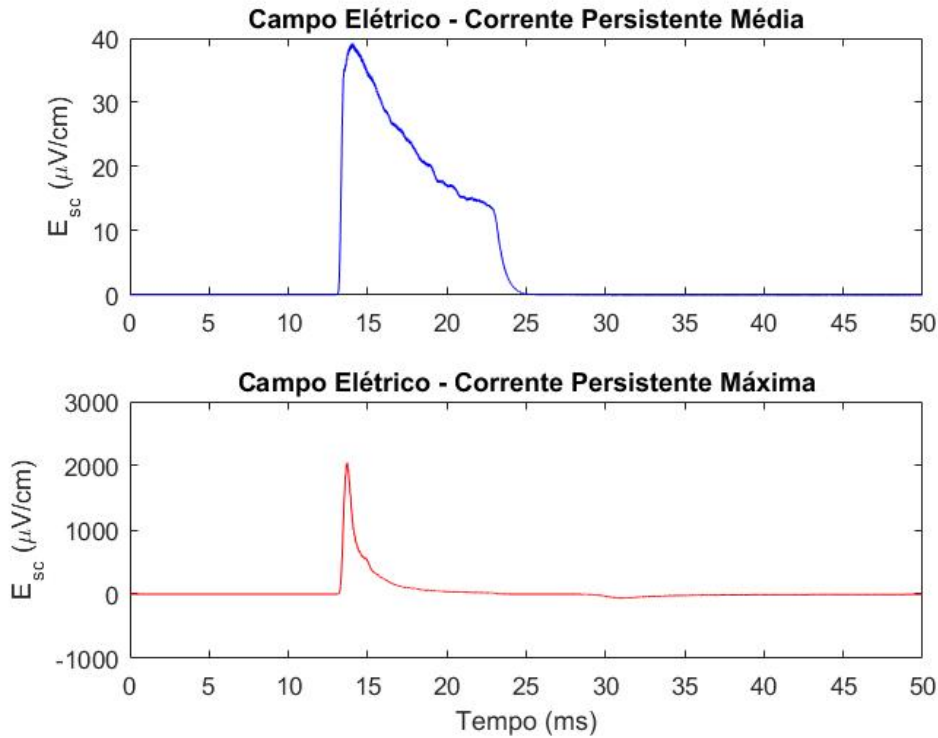 Campo Elétrico - Corrente Persistente Média
40
30
20
10
0
E_sc (μV/cm)
0 5 10 15 20 25 30 35 40 45 50
Campo Elétrico - Corrente Persistente Máxima
3000
2000
1000
0
-1000
E_sc (μV/cm)
0 5 10 15 20 25 30 35 40 45 50
Tempo (ms)